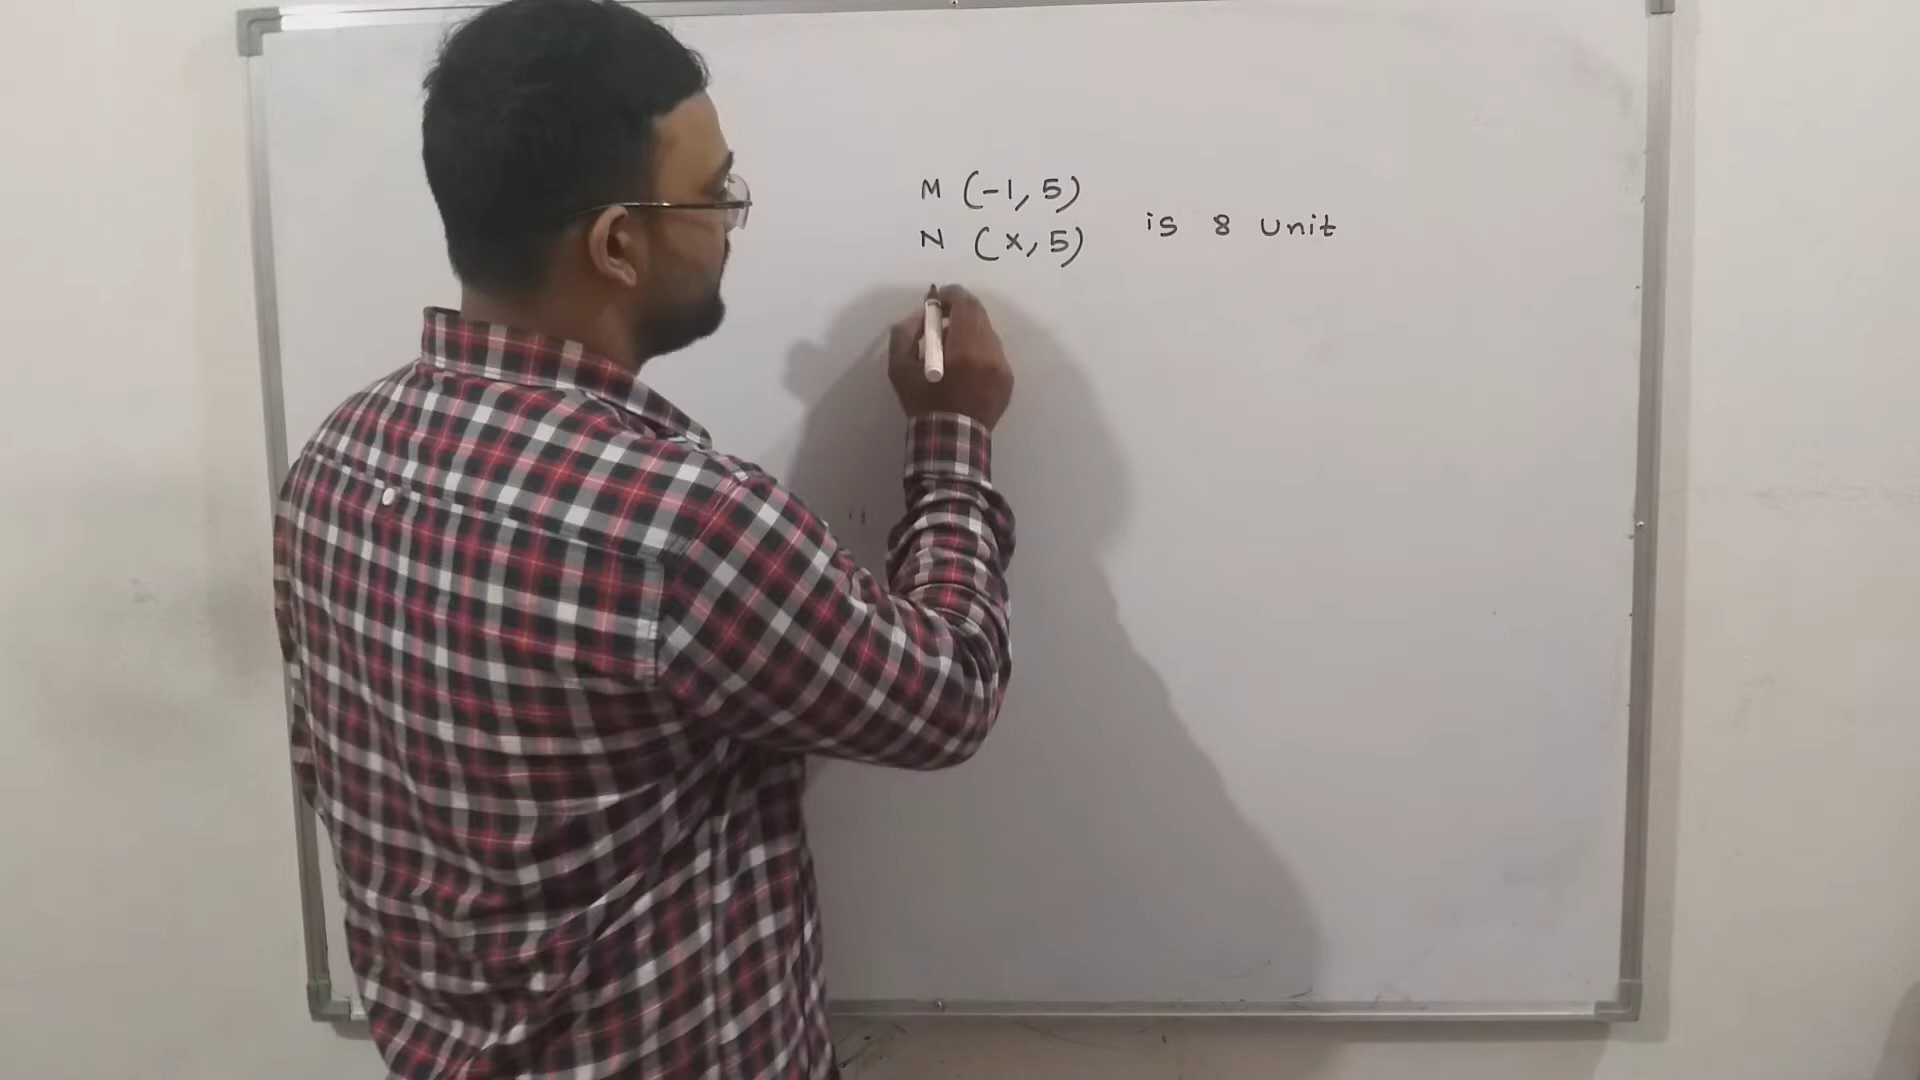 M (-1, 5)
N (x, 5) is 8 unit